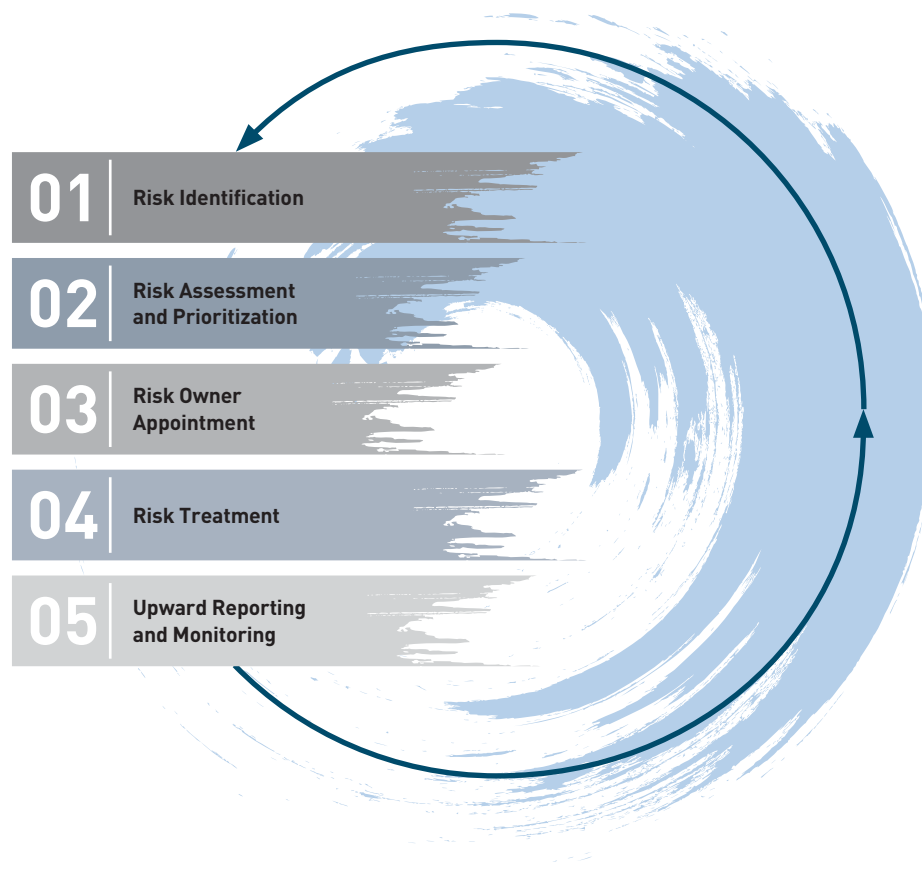 01
Risk Identification
02
Risk Assessment
and Prioritization
03
Risk Owner
Appointment
04
Risk Treatment
05
Upward Reporting
and Monitoring